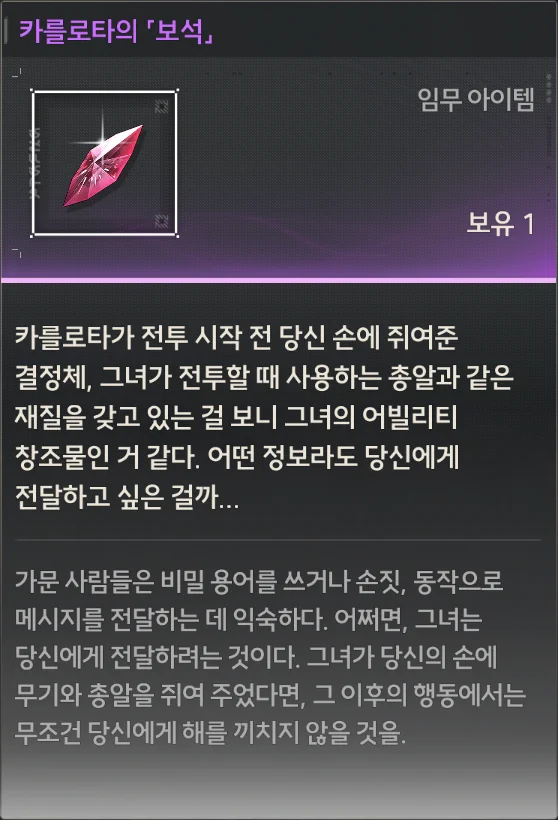 카를로타의 「보석」
임무 아이템
보유 1
카를로타가 전투 시작 전 당신 손에 쥐여준
결정체, 그녀가 전투할 때 사용하는 총알과 같은
재질을 갖고 있는 걸 보니 그녀의 어빌리티
창조물인 거 같다. 어떤 정보라도 당신에게
전달하고 싶은 걸까...
가문 사람들은 비밀 용어를 쓰거나 손짓, 동작으로
메시지를 전달하는 데 익숙하다. 어쩌면, 그녀는
당신에게 전달하려는 것이다. 그녀가 당신의 손에
무기와 총알을 쥐여 주었다면, 그 이후의 행동에서는
무조건 당신에게 해를 끼치지 않을 것을.